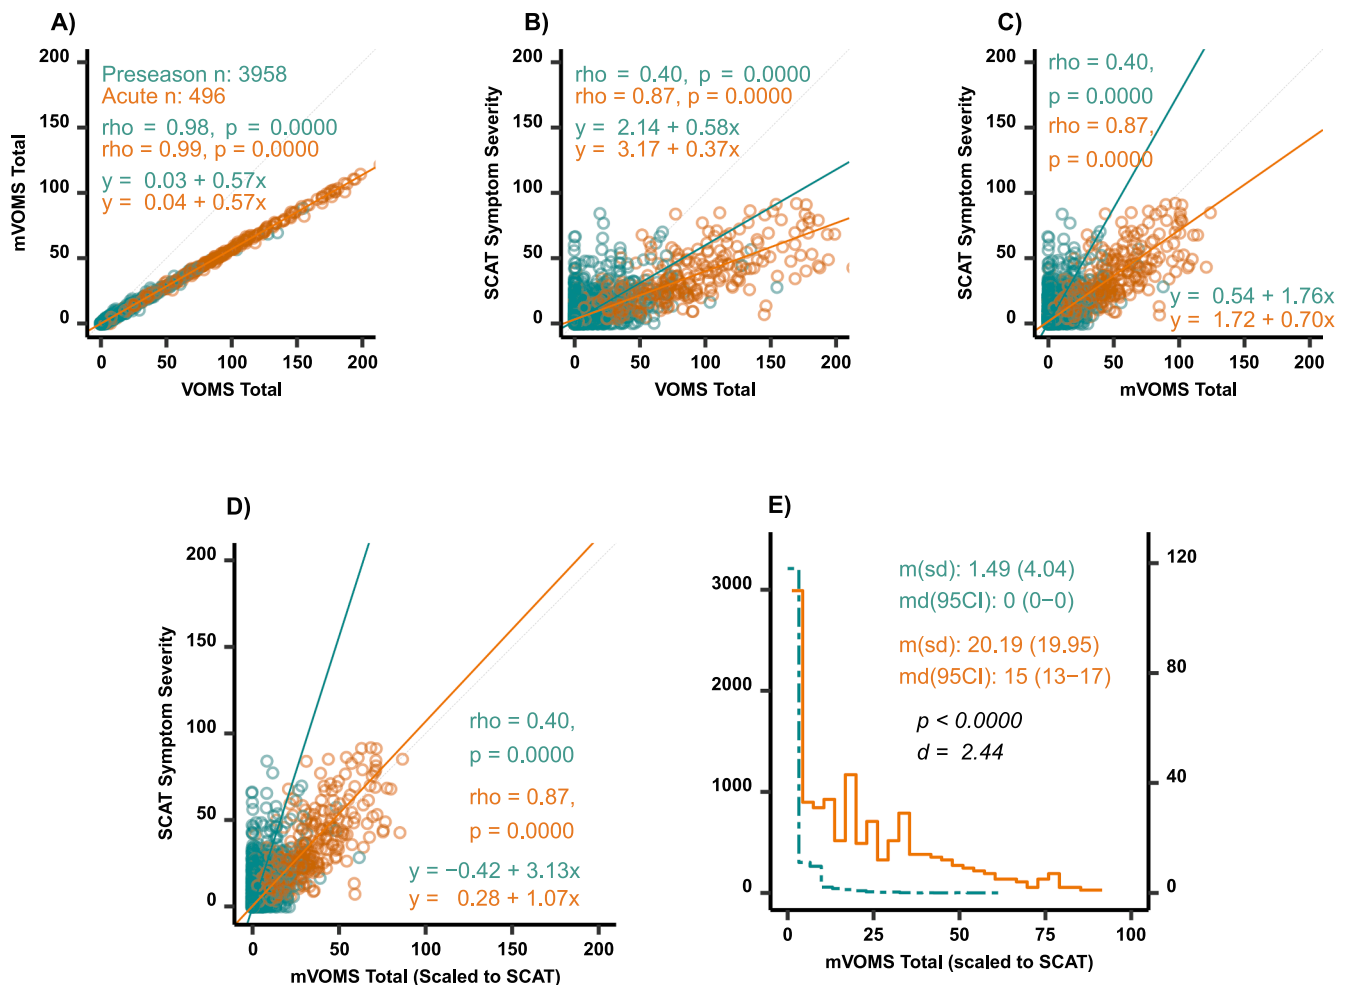 A)
mVOMS Total
200
150
100
50
0
Preseason n: 3958
Acute n: 496
rho = 0.98, p = 0.0000
rho = 0.99, p = 0.0000
y = 0.03 + 0.57x
y = 0.04 + 0.57x
0 50 100 150 200
VOMS Total
B)
SCAT Symptom Severity
200
150
100
50
0
rho = 0.40, p = 0.0000
rho = 0.87, p = 0.0000
y = 2.14 + 0.58x
y = 3.17 + 0.37x
0 50 100 150 200
VOMS Total
C)
SCAT Symptom Severity
200
150
100
50
0
rho = 0.40,
p = 0.0000
rho = 0.87,
p = 0.0000
y = 0.54 + 1.76x
y = 1.72 + 0.70x
0 50 100 150 200
mVOMS Total
D)
SCAT Symptom Severity
200
150
100
50
0
rho = 0.40,
p = 0.0000
rho = 0.87,
p = 0.0000
y = −0.42 + 3.13x
y = 0.28 + 1.07x
0 50 100 150 200
mVOMS Total (Scaled to SCAT)
E)
3000
2000
1000
0
m(sd): 1.49 (4.04)
md(95CI): 0 (0−0)
m(sd): 20.19 (19.95)
md(95CI): 15 (13−17)
p < 0.0000
d = 2.44
120
80
40
0
0 25 50 75 100
mVOMS Total (scaled to SCAT)